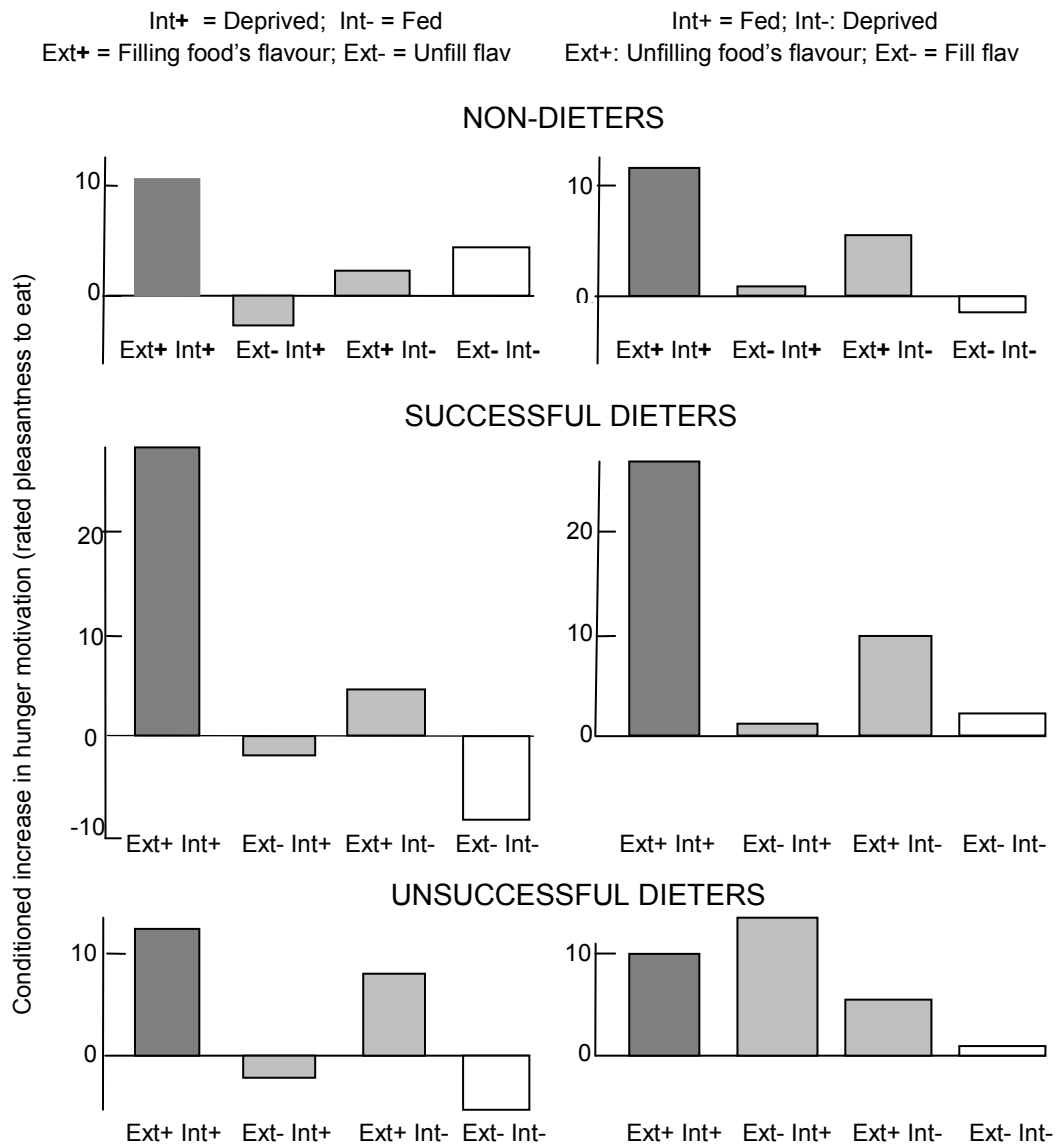 Int+ = Deprived; Int- = Fed
Ext+ = Filling food's flavour; Ext- = Unfill flav
Int+ = Fed; Int-: Deprived
Ext+: Unfilling food's flavour; Ext- = Fill flav
Conditioned increase in hunger motivation (rated pleasantness to eat)
NON-DIETERS
10
0
Ext+ Int+ Ext- Int+ Ext+ Int- Ext- Int-
10
0
Ext+ Int+ Ext- Int+ Ext+ Int- Ext- Int-
SUCCESSFUL DIETERS
20
10
0
-10
Ext+ Int+ Ext- Int+ Ext+ Int- Ext- Int-
20
10
0
Ext+ Int+ Ext- Int+ Ext+ Int- Ext- Int-
UNSUCCESSFUL DIETERS
10
0
Ext+ Int+ Ext- Int+ Ext+ Int- Ext- Int-
10
0
Ext+ Int+ Ext- Int+ Ext+ Int- Ext- Int-